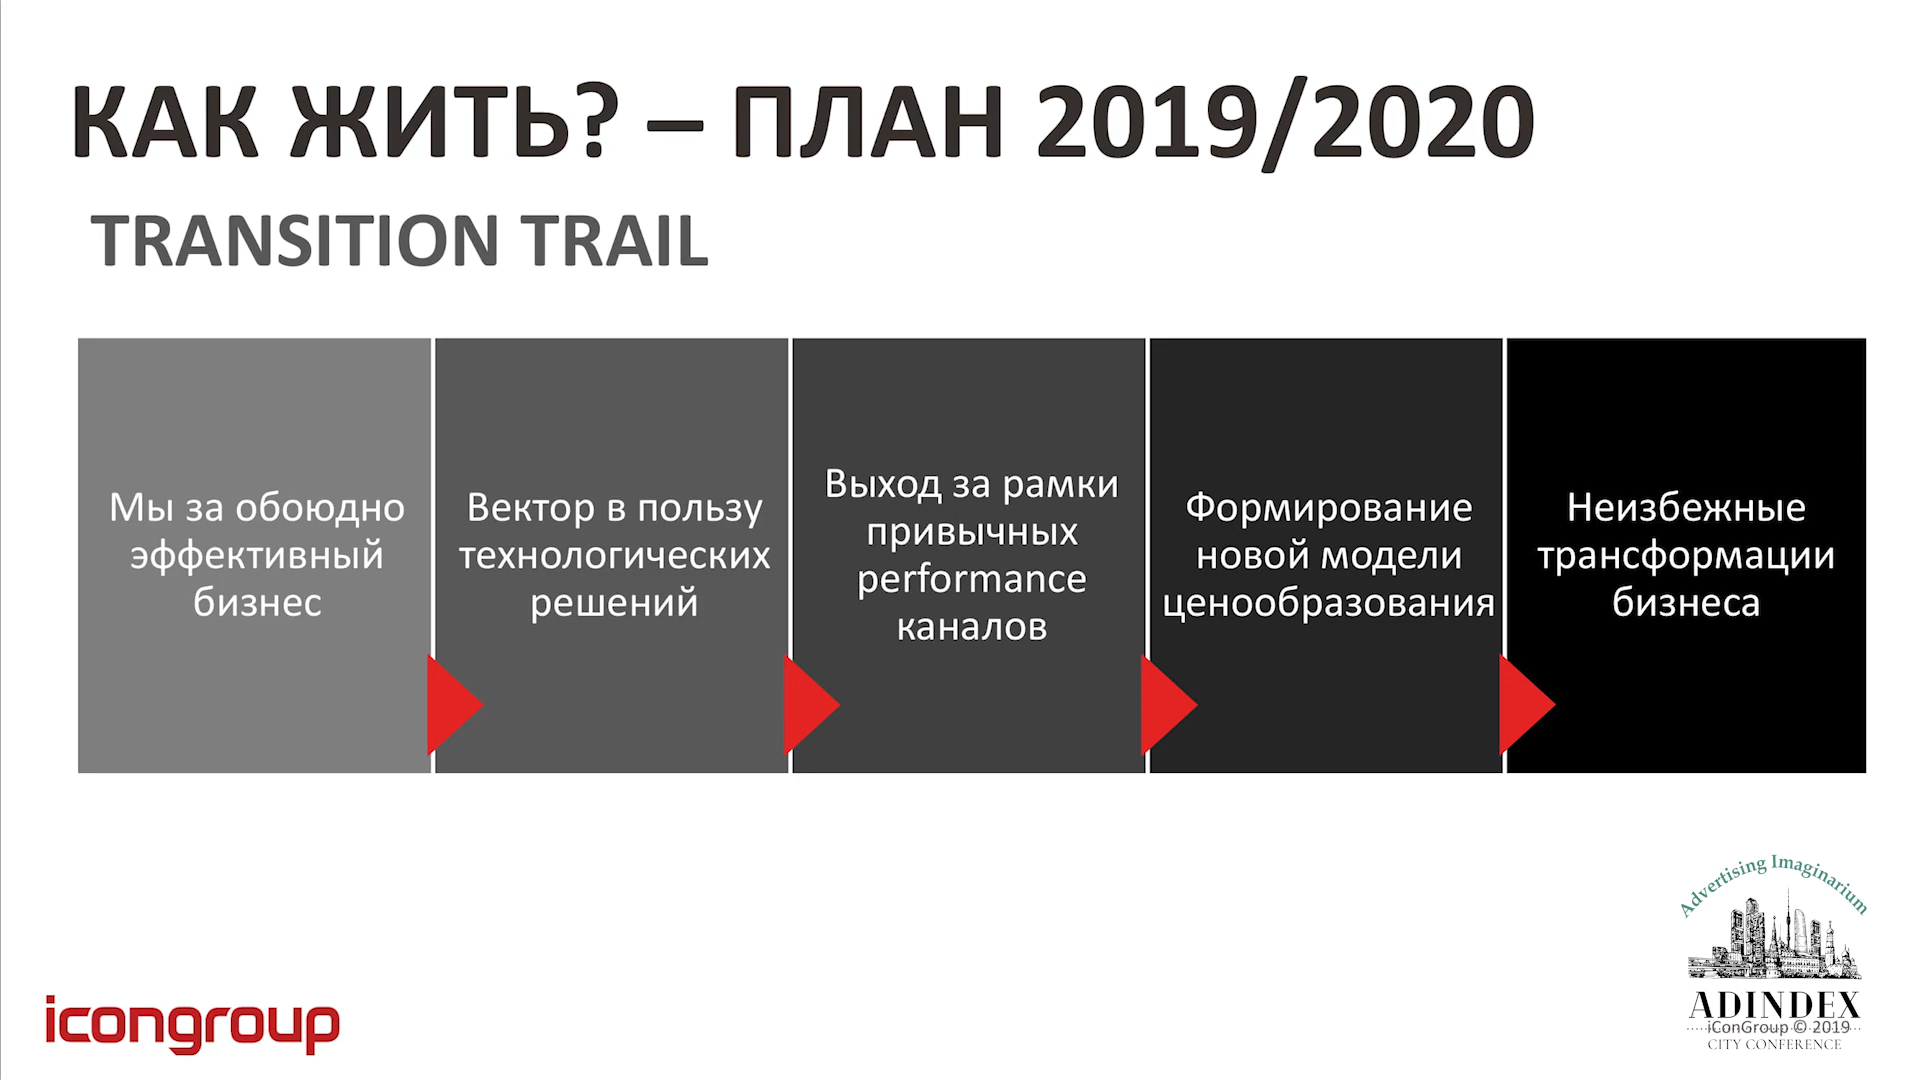 КАК ЖИТЬ? – ПЛАН 2019/2020
TRANSITION TRAIL
Мы за обоюдно
эффективный
бизнес
Вектор в пользу
технологических
решений
Выход за рамки
привычных
performance
каналов
Формирование
новой модели
ценообразования
Неизбежные
трансформации
бизнеса
Advertising Imaginarium
ADINDEX
iConGroup © 2019
CITY CONFERENCE
icongroup